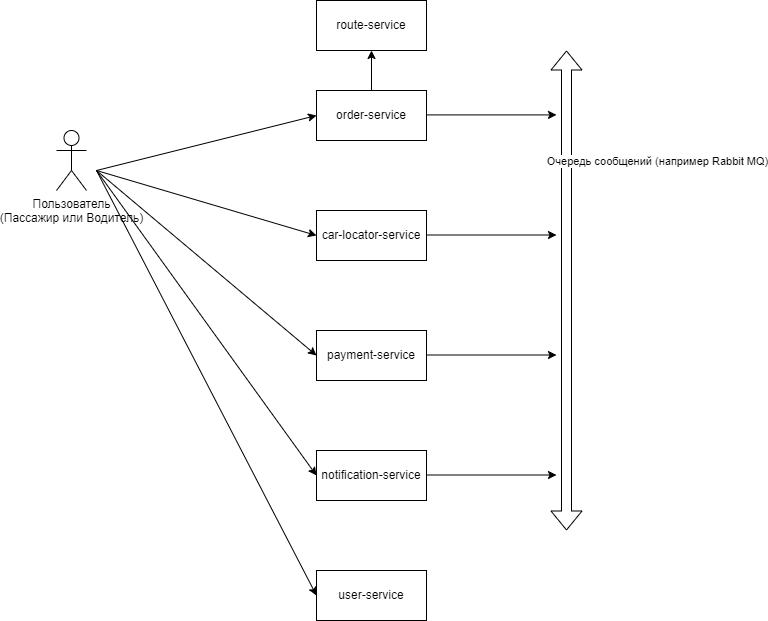 route-service
order-service
Очередь сообщений (например Rabbit MQ)
Пользователь
(Пассажир или Водитель)
car-locator-service
payment-service
notification-service
user-service